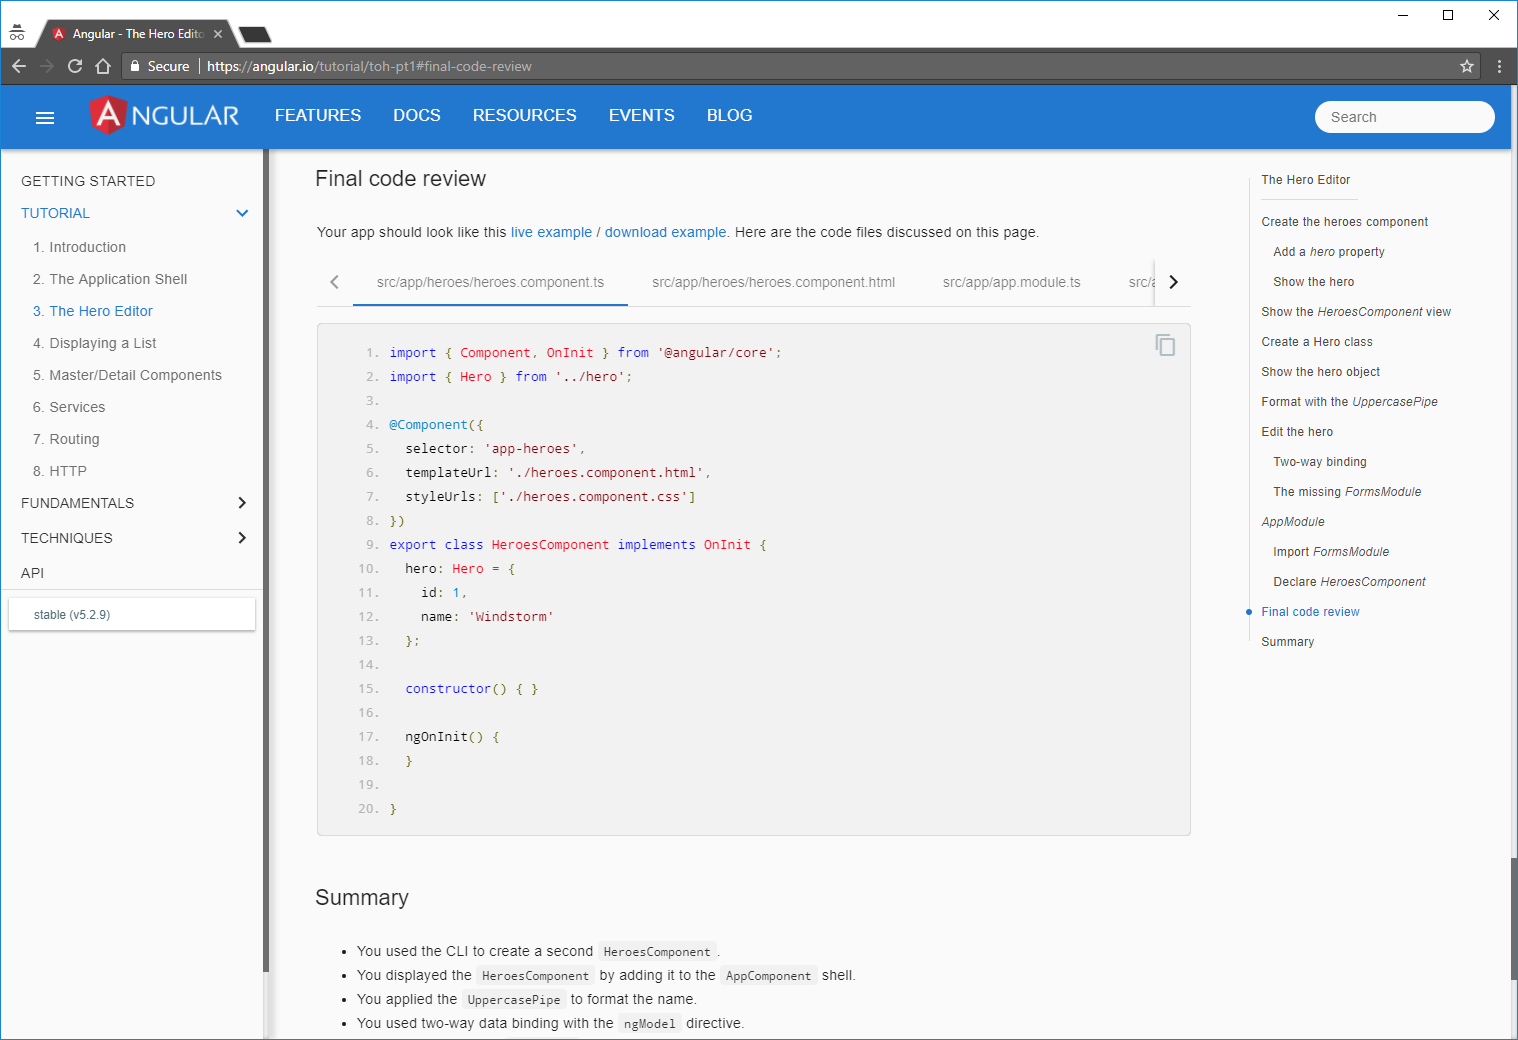 Angular - The Hero Edito
Secure
https://angular.io/tutorial/toh-pt1#final-code-review
ANGULAR
FEATURES DOCS RESOURCES EVENTS BLOG
Search
GETTING STARTED
TUTORIAL
1. Introduction
2. The Application Shell
3. The Hero Editor
4. Displaying a List
5. Master/Detail Components
6. Services
7. Routing
8. HTTP
FUNDAMENTALS
TECHNIQUES
API
stable (v5.2.9)
Final code review
Your app should look like this live example / download example. Here are the code files discussed on this page.
src/app/heroes/heroes.component.ts src/app/heroes/heroes.component.html src/app/app.module.ts src/a
1. import { Component, OnInit } from '@angular/core';
2. import { Hero } from '../hero';
3.
4. @Component({
5. selector: 'app-heroes',
6. templateUrl: './heroes.component.html',
7. styleUrls: ['./heroes.component.css']
8. })
9. export class HeroesComponent implements OnInit {
10. hero: Hero = {
11. id: 1,
12. name: 'Windstorm'
13. };
14.
15. constructor() { }
16.
17. ngOnInit() {
18. }
19.
20. }
Summary
• You used the CLI to create a second HeroesComponent.
• You displayed the HeroesComponent by adding it to the AppComponent shell.
• You applied the UppercasePipe to format the name.
• You used two-way data binding with the ngModel directive.
The Hero Editor
Create the heroes component
Add a hero property
Show the hero
Show the HeroesComponent view
Create a Hero class
Show the hero object
Format with the UppercasePipe
Edit the hero
Two-way binding
The missing FormsModule
AppModule
Import FormsModule
Declare HeroesComponent
Final code review
Summary